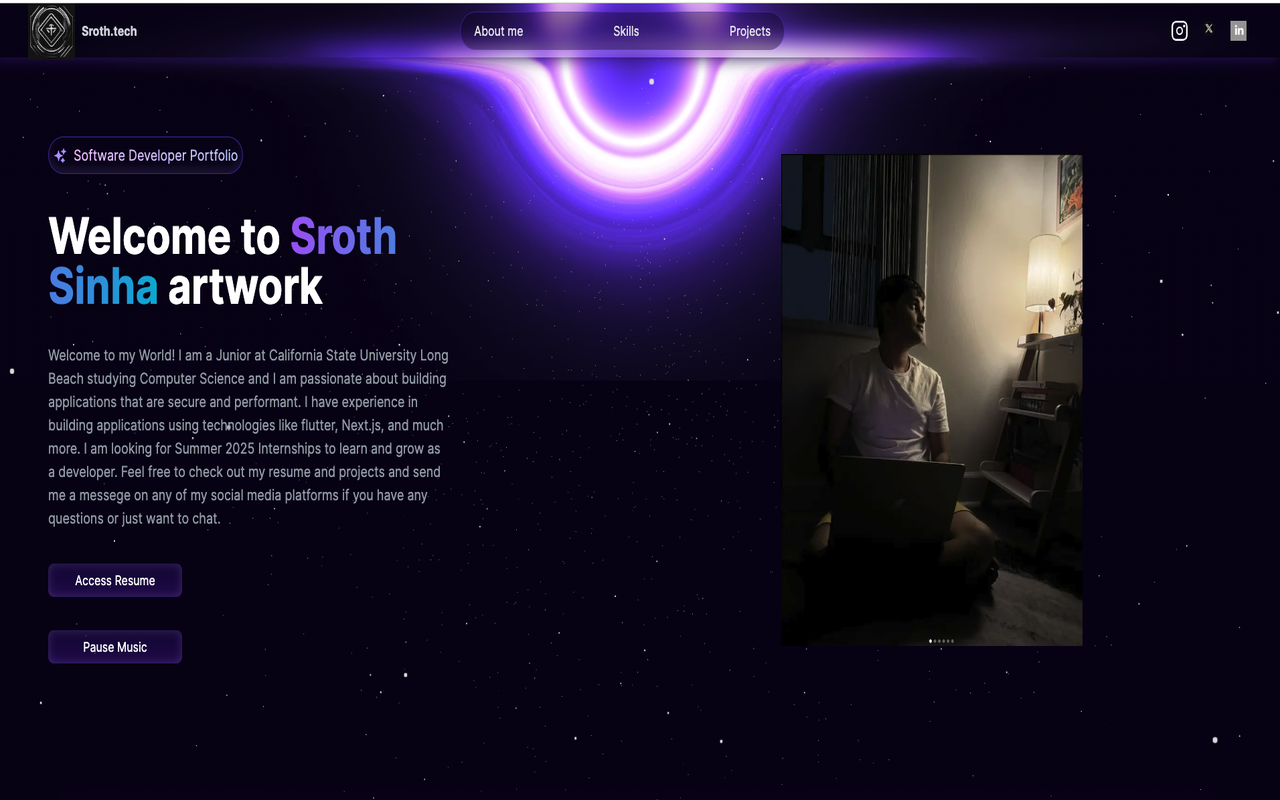 Sroth.tech
About me
Skills
Projects
𝕏
in
Software Developer Portfolio
Welcome to Sroth
Sinha artwork
Welcome to my World! I am a Junior at California State University Long
Beach studying Computer Science and I am passionate about building
applications that are secure and performant. I have experience in
building applications using technologies like flutter, Next.js, and much
more. I am looking for Summer 2025 Internships to learn and grow as
a developer. Feel free to check out my resume and projects and send
me a messege on any of my social media platforms if you have any
questions or just want to chat.
Access Resume
Pause Music